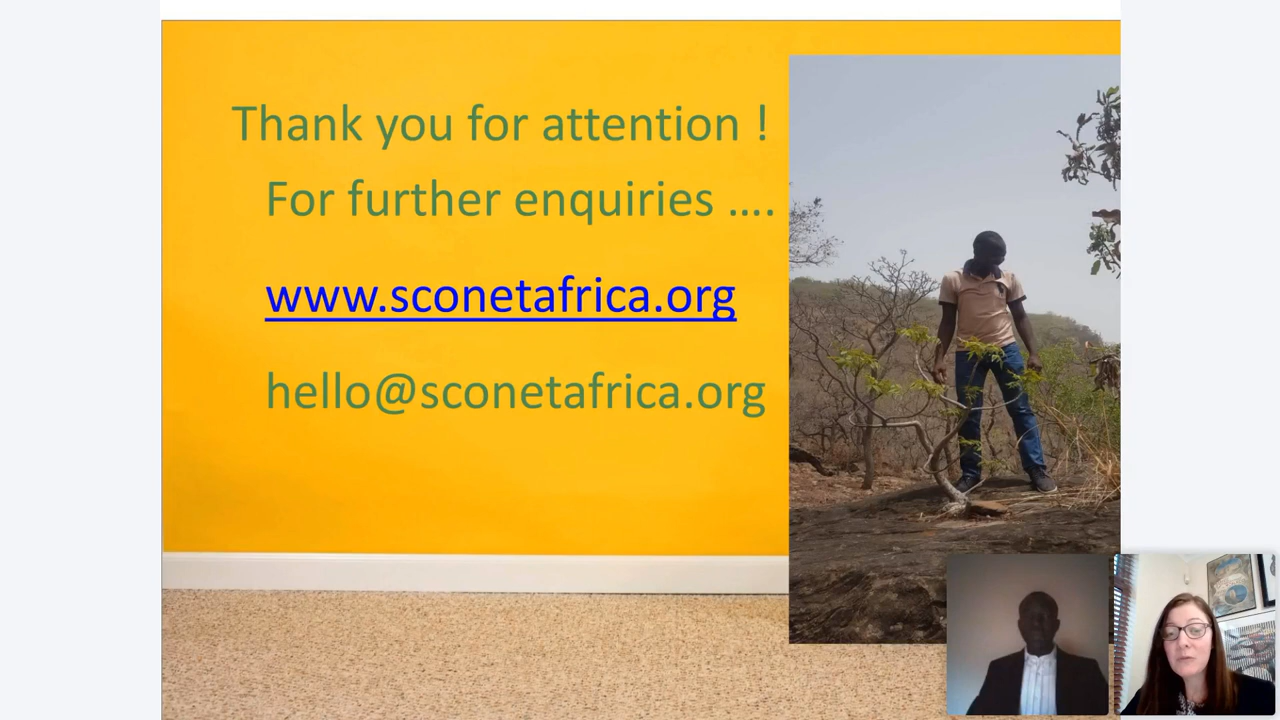 Thank you for attention !
For further enquiries ....
www.sconetafrica.org
hello@sconetafrica.org